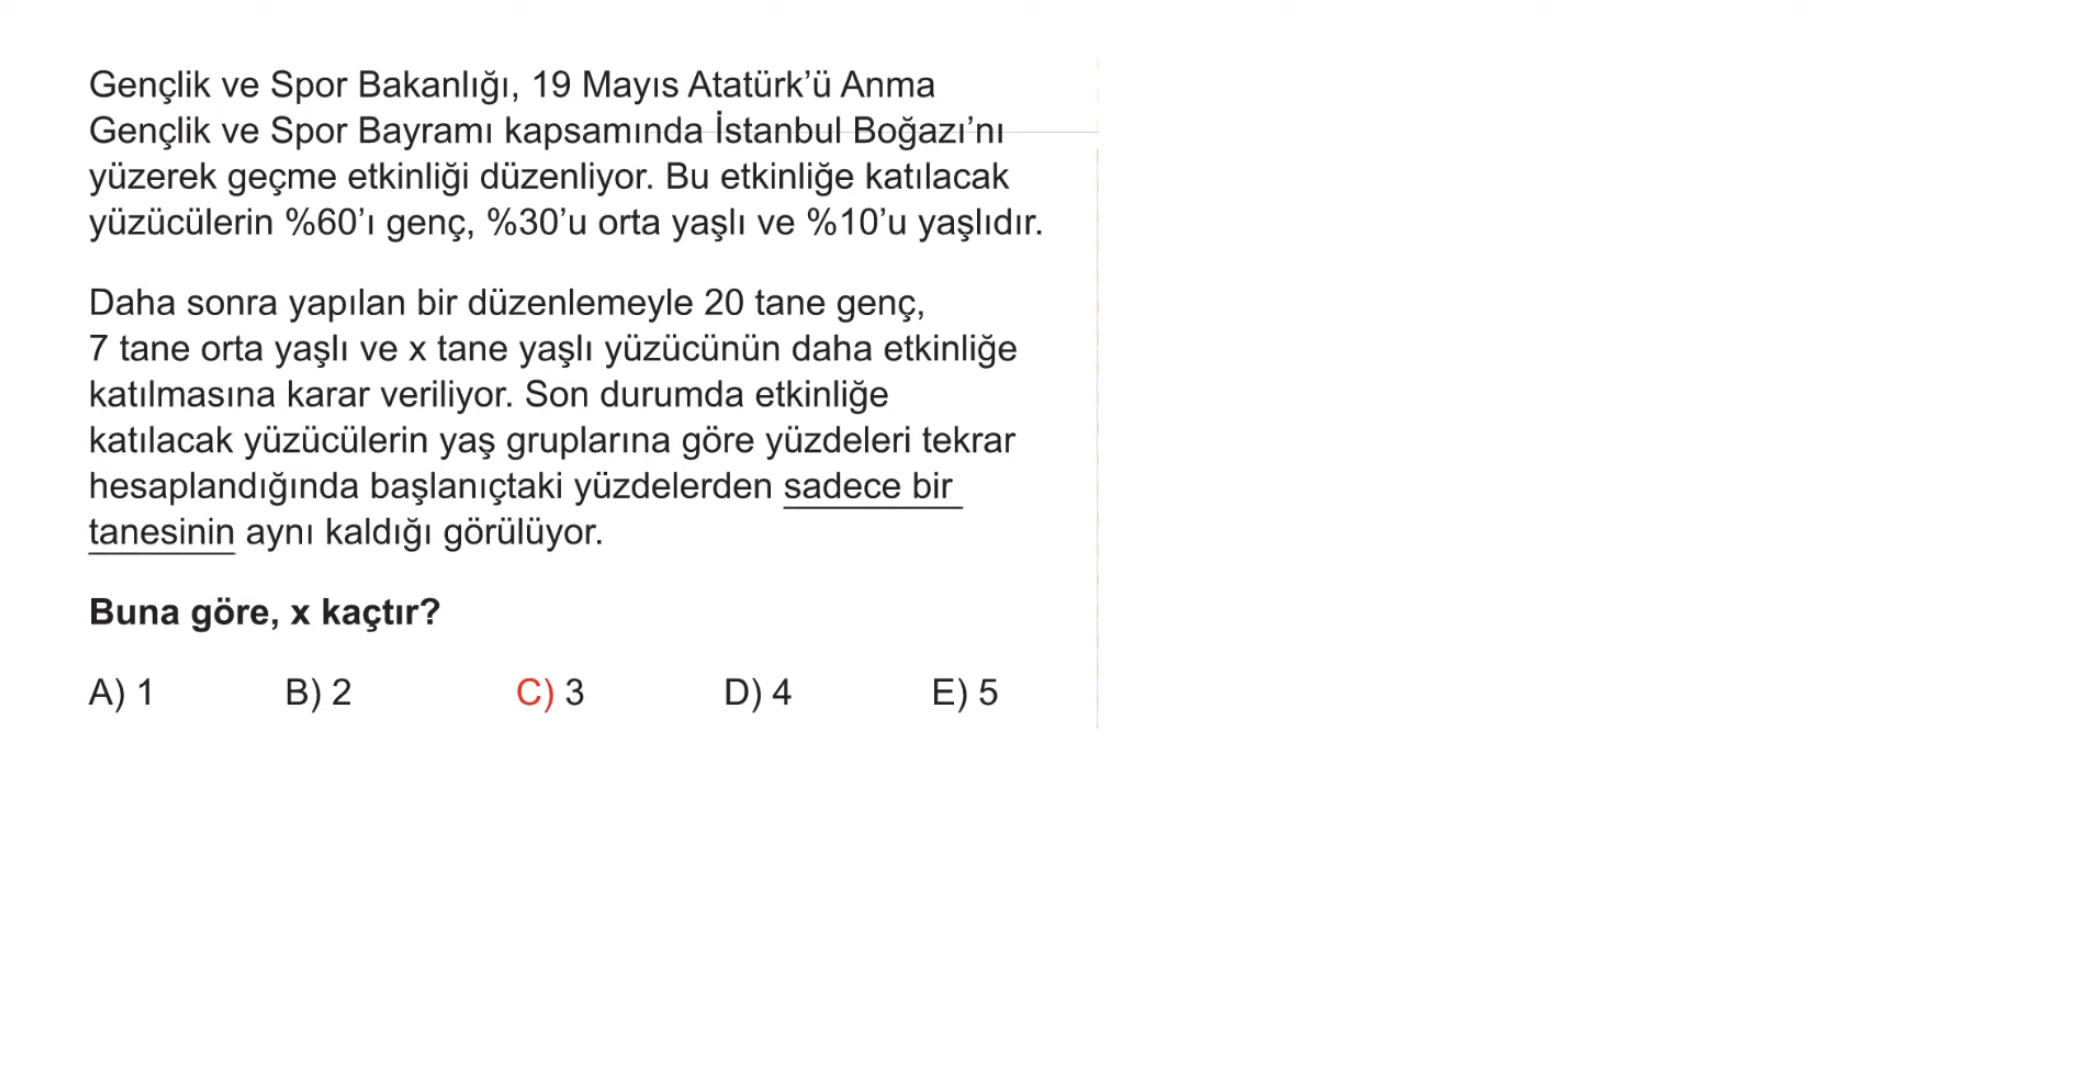 Gençlik ve Spor Bakanlığı, 19 Mayıs Atatürk’ü Anma
Gençlik ve Spor Bayramı kapsamında İstanbul Boğazı’nı
yüzerek geçme etkinliği düzenliyor. Bu etkinliğe katılacak
yüzücülerin %60’ı genç, %30’u orta yaşlı ve %10’u yaşlıdır.
Daha sonra yapılan bir düzenlemeyle 20 tane genç,
7 tane orta yaşlı ve x tane yaşlı yüzücünün daha etkinliğe
katılmasına karar veriliyor. Son durumda etkinliğe
katılacak yüzücülerin yaş gruplarına göre yüzdeleri tekrar
hesaplandığında başlanıçtaki yüzdelerden sadece bir
tanesinin aynı kaldığı görülüyor.
Buna göre, x kaçtır?
A) 1 B) 2 C) 3 D) 4 E) 5